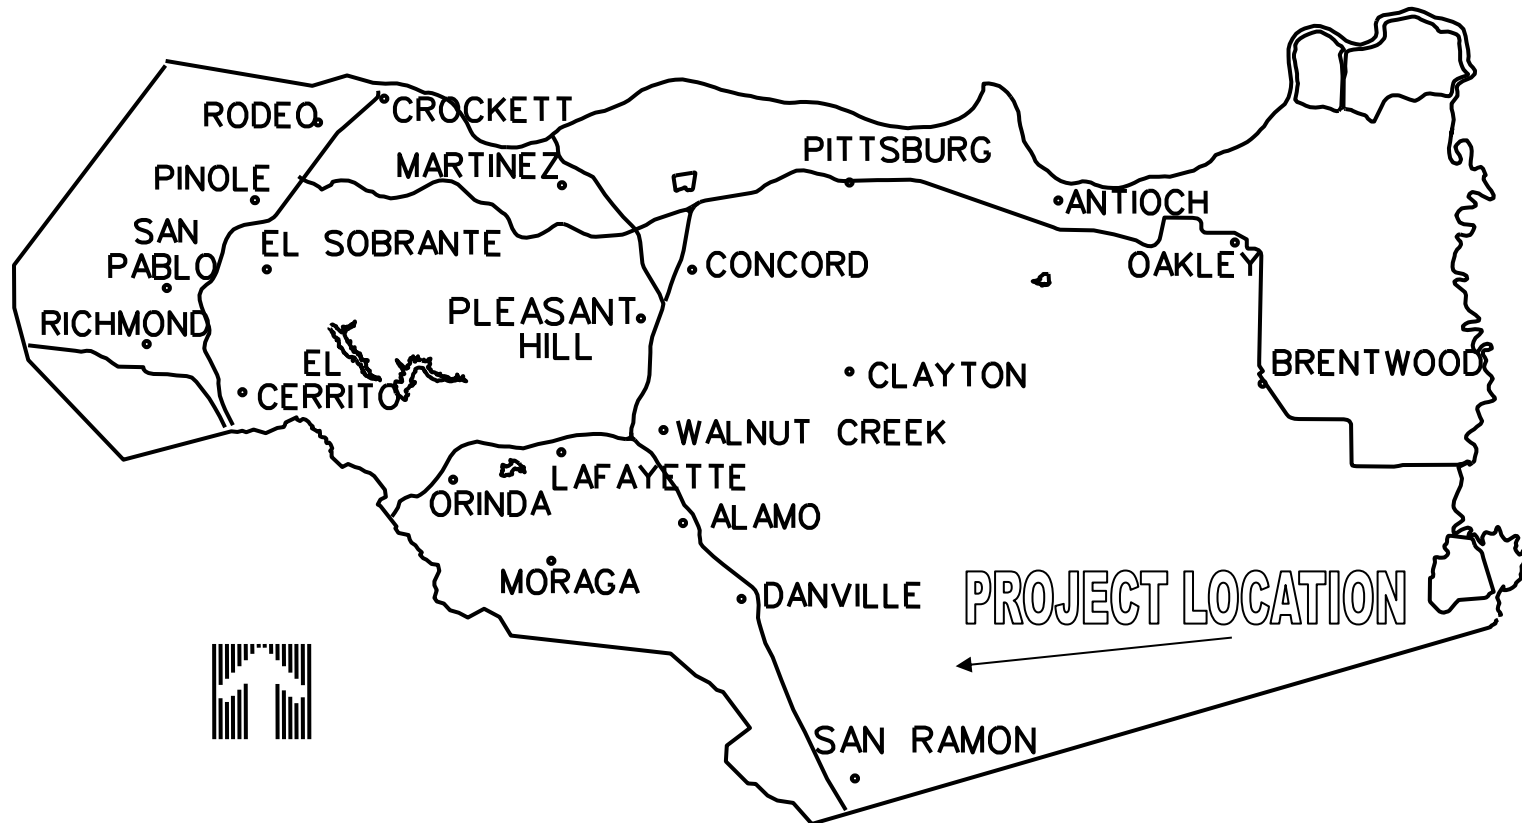 RODEO
CROCKETT
PITTSBURG
MARTINEZ
PINOLE
ANTIOCH
SAN
PABLO
EL SOBRANTE
CONCORD
OAKLEY
RICHMOND
PLEASANT
HILL
EL
CERRITO
CLAYTON
BRENTWOOD
WALNUT CREEK
LAFAYETTE
ORINDA
ALAMO
MORAGA
DANVILLE
PROJECT LOCATION
SAN RAMON